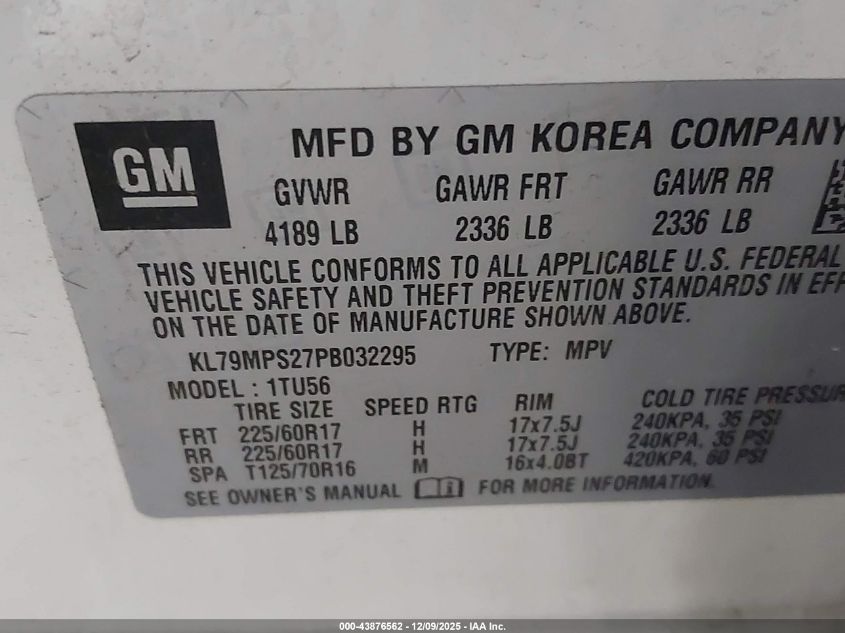 GM
MFD BY GM KOREA COMPANY
GVWR GAWR FRT GAWR RR
4189 LB 2336 LB 2336 LB
THIS VEHICLE CONFORMS TO ALL APPLICABLE U.S. FEDERAL
VEHICLE SAFETY AND THEFT PREVENTION STANDARDS IN EFF
ON THE DATE OF MANUFACTURE SHOWN ABOVE.
KL79MPS27PB032295 TYPE: MPV
MODEL : 1TU56
TIRE SIZE SPEED RTG RIM COLD TIRE PRESSUR
FRT 225/60R17 H 17x7.5J 240KPA, 35 PSI
RR 225/60R17 H 17x7.5J 240KPA, 35 PSI
SPA T125/70R16 M 16x4.0BT 420KPA, 60 PSI
SEE OWNER'S MANUAL FOR MORE INFORMATION.
000-43876562 - 12/09/2025 - IAA Inc.